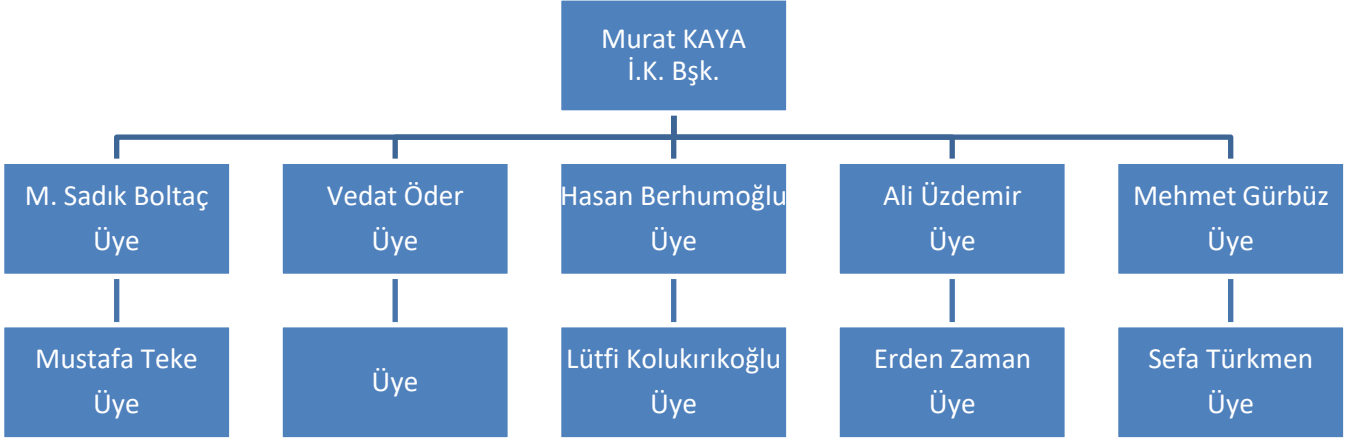 Murat KAYA
İ.K. Bşk.
M. Sadık Boltaç
Üye
Vedat Öder
Üye
Hasan Berhumoğlu
Üye
Ali Üzdemir
Üye
Mehmet Gürbüz
Üye
Mustafa Teke
Üye
Üye
Lütfi Kolukırıkoğlu
Üye
Erden Zaman
Üye
Sefa Türkmen
Üye